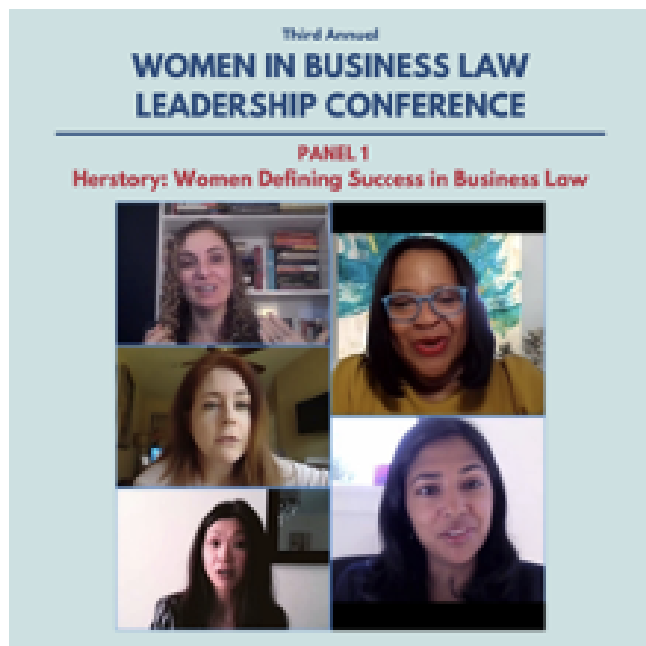 Third Annual
WOMEN IN BUSINESS LAW
LEADERSHIP CONFERENCE
PANEL 1
Herstory: Women Defining Success in Business Law